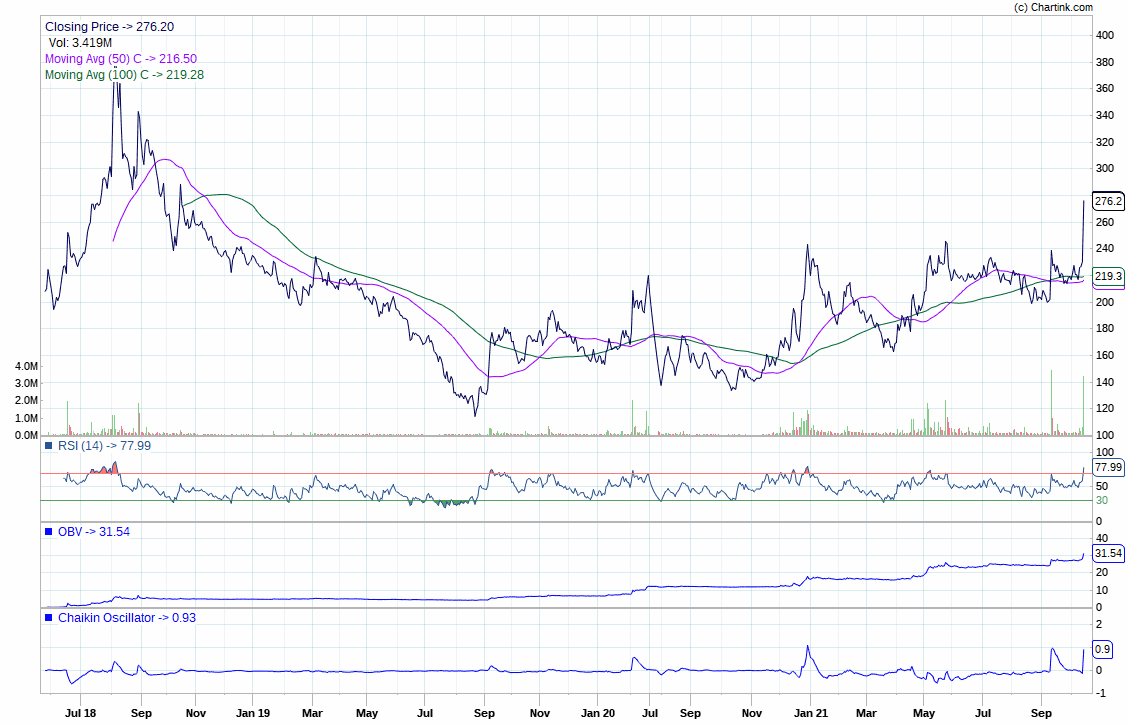 (c) Chartink.com
Closing Price -> 276.20
Vol: 3.419M
Moving Avg (50) C -> 216.50
Moving Avg (100) C -> 219.28
400
380
360
340
320
300
276.2
260
240
219.3
200
180
160
140
120
100
4.0M
3.0M
2.0M
1.0M
0.0M
RSI (14) -> 77.99
100
77.99
50
30
0
OBV -> 31.54
40
31.54
20
10
0
Chaikin Oscillator -> 0.93
2
0.9
0
-1
Jul 18 Sep Nov Jan 19 Mar May Jul Sep Nov Jan 20 Jul Sep Nov Jan 21 Mar May Jul Sep